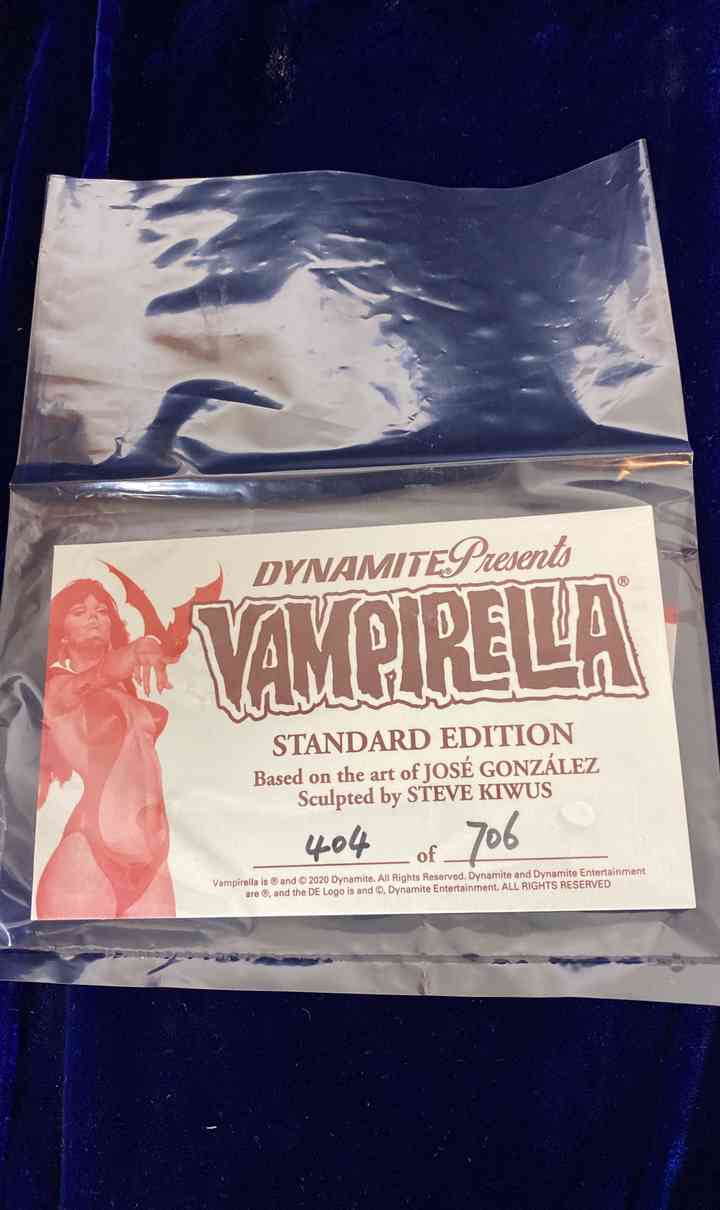 DYNAMITE® Presents
VAMPIRELLA®
STANDARD EDITION
Based on the art of JOSÉ GONZÁLEZ
Sculpted by STEVE KIWUS
404 of 706
Vampirella is ® and © 2020 Dynamite. All Rights Reserved. Dynamite and Dynamite Entertainment
are ®, and the DE Logo is and ©, Dynamite Entertainment. ALL RIGHTS RESERVED